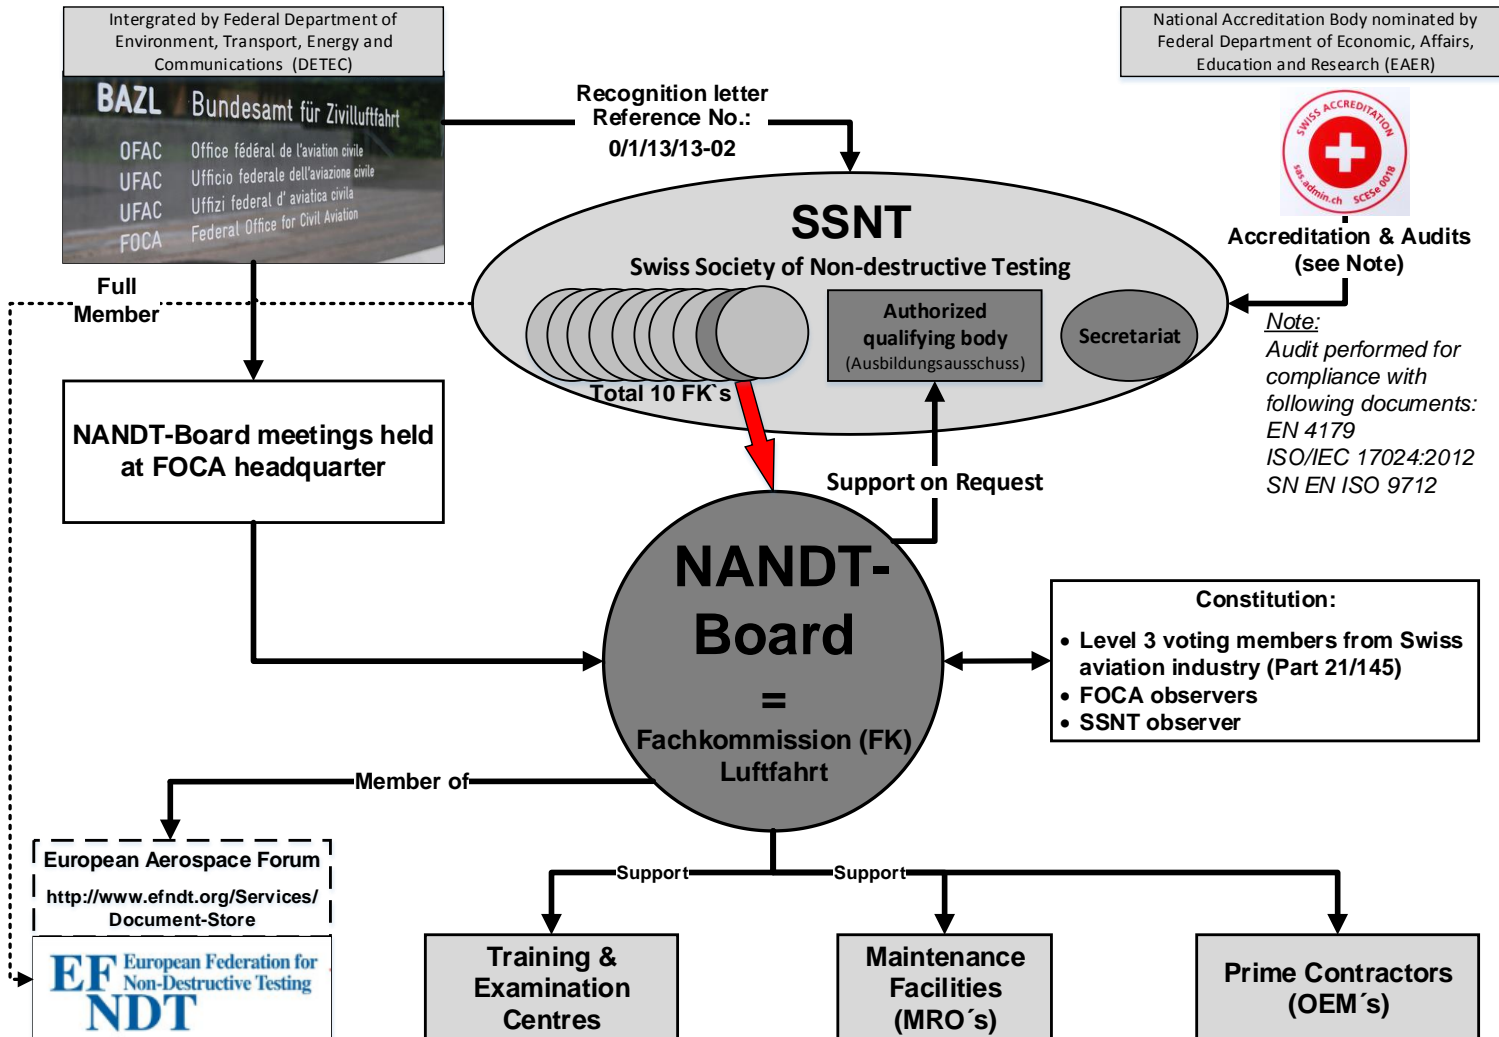 Intergrated by Federal Department of
Environment, Transport, Energy and
Communications (DETEC)
BAZL Bundesamt für Zivilluftfahrt
OFAC Office fédéral de l'aviation civile
UFAC Ufficio federale dell'aviazione civile
UFAC Uffizi federal d' aviatica civila
FOCA Federal Office for Civil Aviation
Recognition letter
Reference No.:
0/1/13/13-02
National Accreditation Body nominated by
Federal Department of Economic, Affairs,
Education and Research (EAER)
SWISS ACCREDITATION
sas.admin.ch SCESe 0018
Accreditation & Audits
(see Note)
Note:
Audit performed for
compliance with
following documents:
EN 4179
ISO/IEC 17024:2012
SN EN ISO 9712
SSNT
Swiss Society of Non-destructive Testing
Total 10 FK`s
Authorized
qualifying body
(Ausbildungsausschuss)
Secretariat
Full
Member
NANDT-Board meetings held
at FOCA headquarter
Support on Request
NANDT-
Board
=
Fachkommission (FK)
Luftfahrt
Constitution:
• Level 3 voting members from Swiss
aviation industry (Part 21/145)
• FOCA observers
• SSNT observer
Member of
European Aerospace Forum
http://www.efndt.org/Services/
Document-Store
EF European Federation for
Non-Destructive Testing
NDT
Support
Support
Training &
Examination
Centres
Maintenance
Facilities
(MRO´s)
Prime Contractors
(OEM´s)